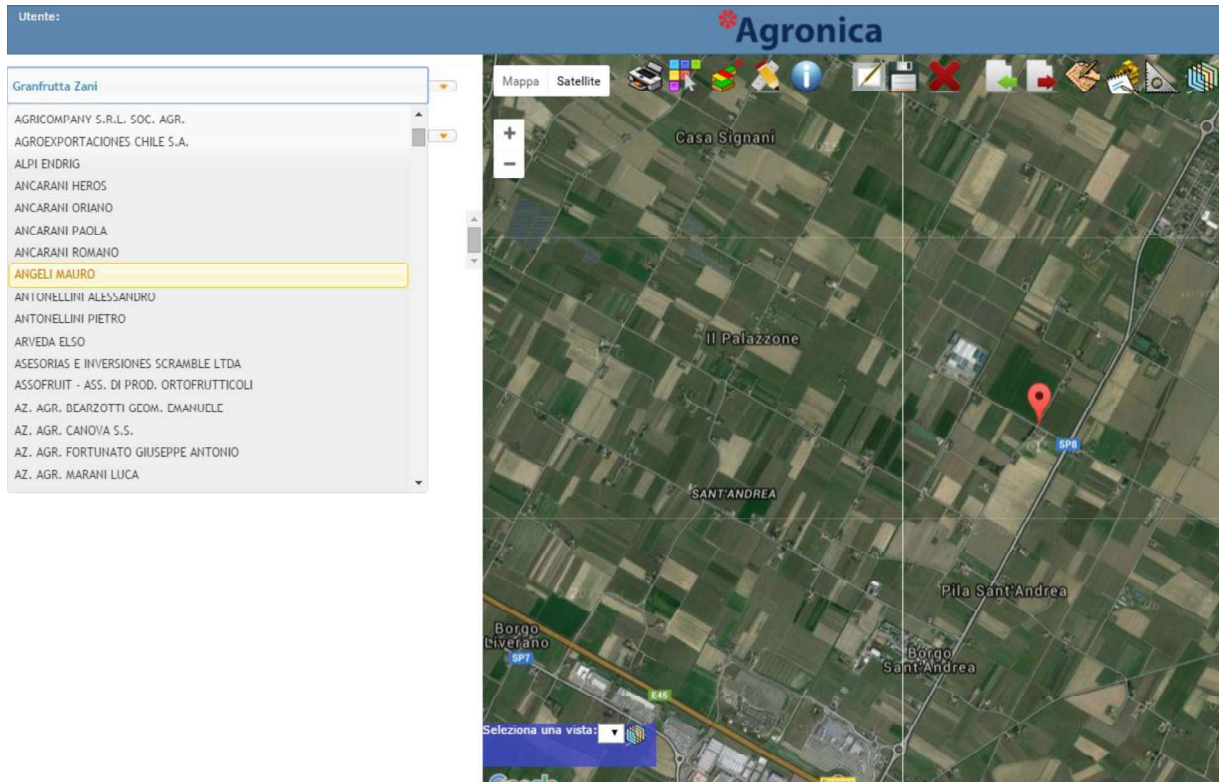 Utente:
Agronica
Granfrutta Zani
AGRICOMPANY S.R.L. SOC. AGR.
AGROEXPORTACIONES CHILE S.A.
ALPI ENDRIG
ANCARANI HEROS
ANCARANI ORIANO
ANCARANI PAOLA
ANCARANI ROMANO
ANGELI MAURO
ANTONELLINI ALESSANDRO
ANTONELLINI PIETRO
ARVEDA ELSO
ASESORIAS E INVERSIONES SCRAMBLE LTDA
ASSOFRUIT - ASS. DI PROD. ORTOFRUTTICOLI
AZ. AGR. BEARZOTTI GEOM. EMANUELE
AZ. AGR. CANOVA S.S.
AZ. AGR. FORTUNATO GIUSEPPE ANTONIO
AZ. AGR. MARANI LUCA
Mappa Satellite
+
−
Casa Signani
Il Palazzone
SP8
SANT'ANDREA
Pila Sant'Andrea
Borgo
Liverano
SP7
Borgo
Sant'Andrea
E45
Seleziona una vista:
Google